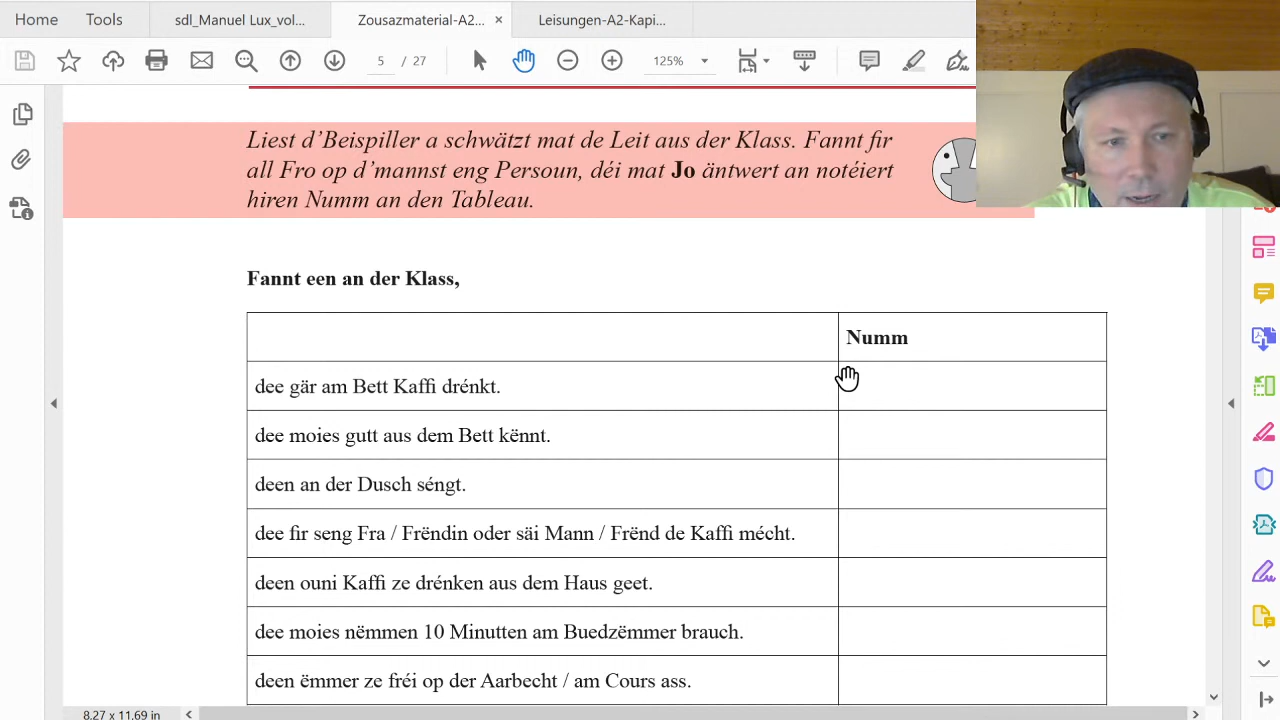 Home Tools sdl_Manuel Lux_vol... Zousazmaterial-A2... × Leisungen-A2-Kapi...
5 / 27 125%
Liest d’Beispiller a schwätzt mat de Leit aus der Klass. Fannt fir
all Fro op d’mannst eng Persoun, déi mat Jo äntwert an notéiert
hiren Numm an den Tableau.
Fannt een an der Klass,
Numm
dee gär am Bett Kaffi drénkt.
dee moies gutt aus dem Bett kënnt.
deen an der Dusch séngt.
dee fir seng Fra / Frëndin oder säi Mann / Frënd de Kaffi mécht.
deen ouni Kaffi ze drénken aus dem Haus geet.
dee moies nëmmen 10 Minutten am Buedzëmmer brauch.
deen ëmmer ze fréi op der Aarbecht / am Cours ass.
8.27 x 11.69 in